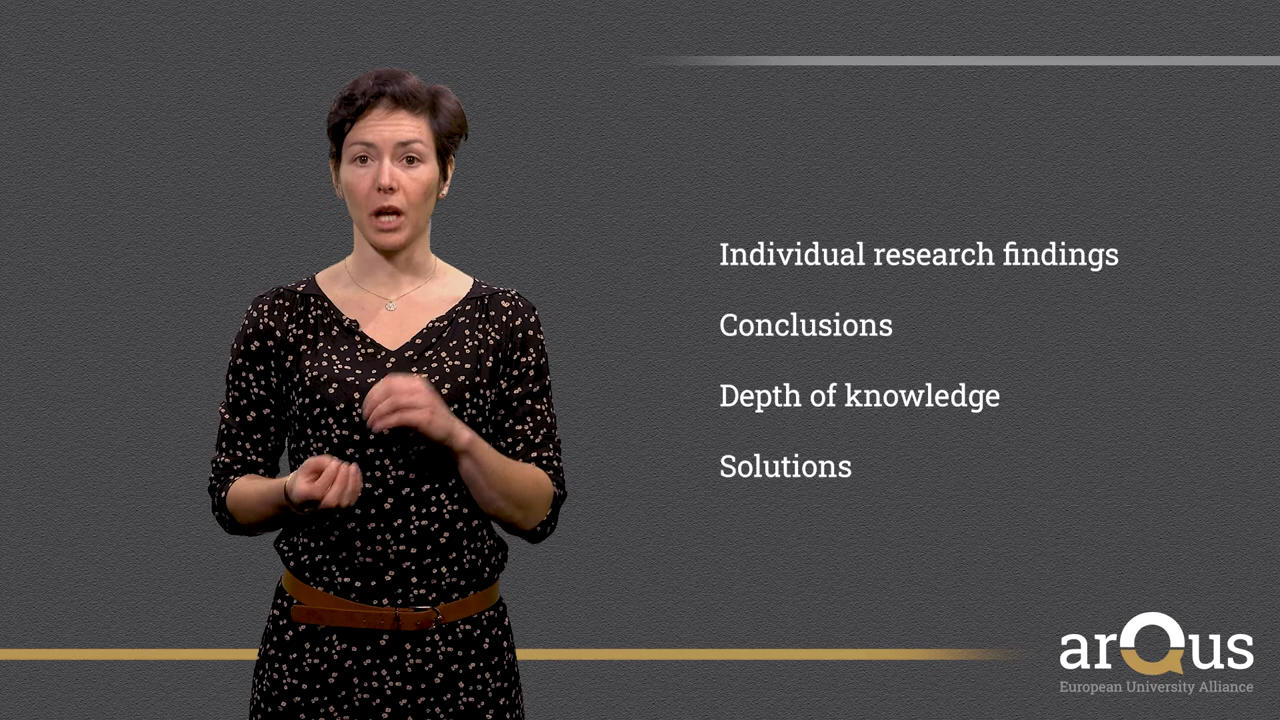 Individual research findings
Conclusions
Depth of knowledge
Solutions
arQus
European University Alliance